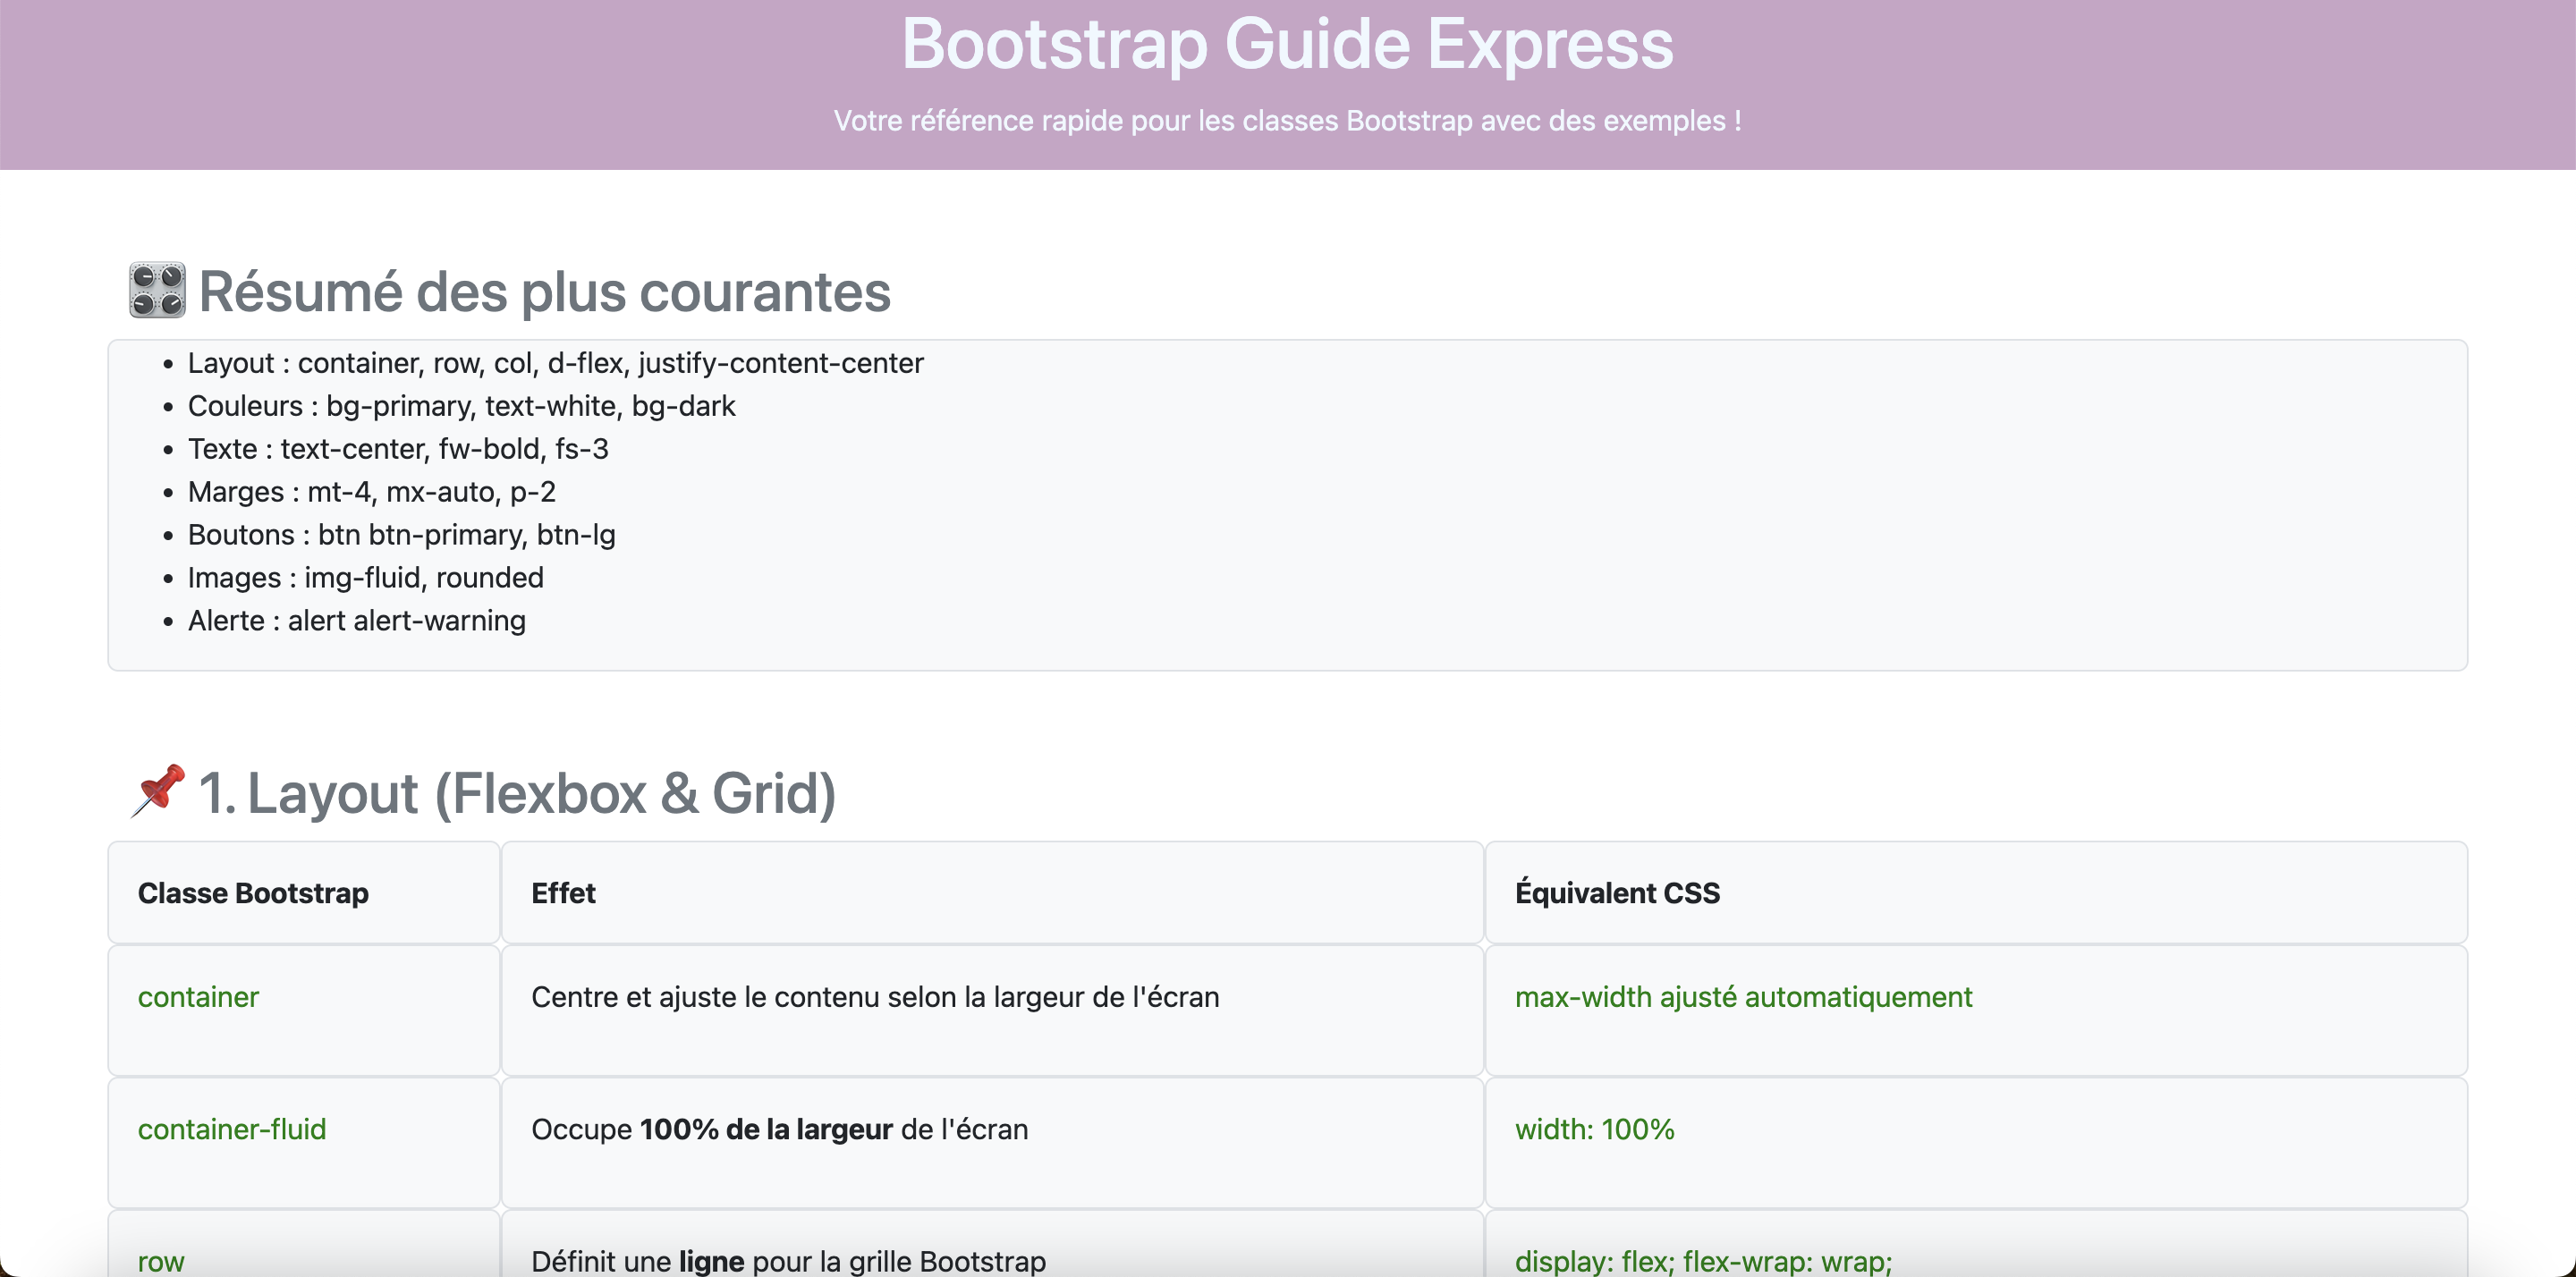 Bootstrap Guide Express
Votre référence rapide pour les classes Bootstrap avec des exemples !
Résumé des plus courantes
• Layout : container, row, col, d-flex, justify-content-center
• Couleurs : bg-primary, text-white, bg-dark
• Texte : text-center, fw-bold, fs-3
• Marges : mt-4, mx-auto, p-2
• Boutons : btn btn-primary, btn-lg
• Images : img-fluid, rounded
• Alerte : alert alert-warning
1. Layout (Flexbox & Grid)
Classe Bootstrap Effet Équivalent CSS
container Centre et ajuste le contenu selon la largeur de l'écran max-width ajusté automatiquement
container-fluid Occupe 100% de la largeur de l'écran width: 100%
row Définit une ligne pour la grille Bootstrap display: flex; flex-wrap: wrap;